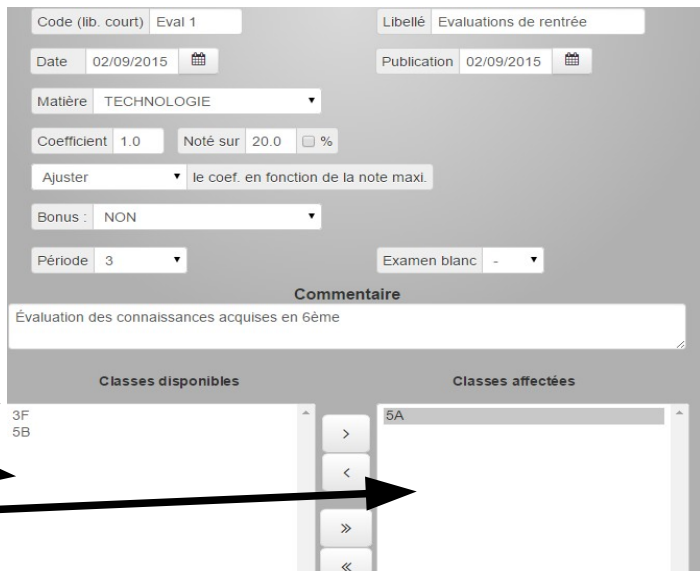 Code (lib. court) Eval 1 Libellé Evaluations de rentrée
Date 02/09/2015 Publication 02/09/2015
Matière TECHNOLOGIE
Coefficient 1.0 Noté sur 20.0 %
Ajuster le coef. en fonction de la note maxi.
Bonus : NON
Période 3 Examen blanc -
Commentaire
Évaluation des connaissances acquises en 6ème
Classes disponibles Classes affectées
3F 5A
5B
>
<
»
«